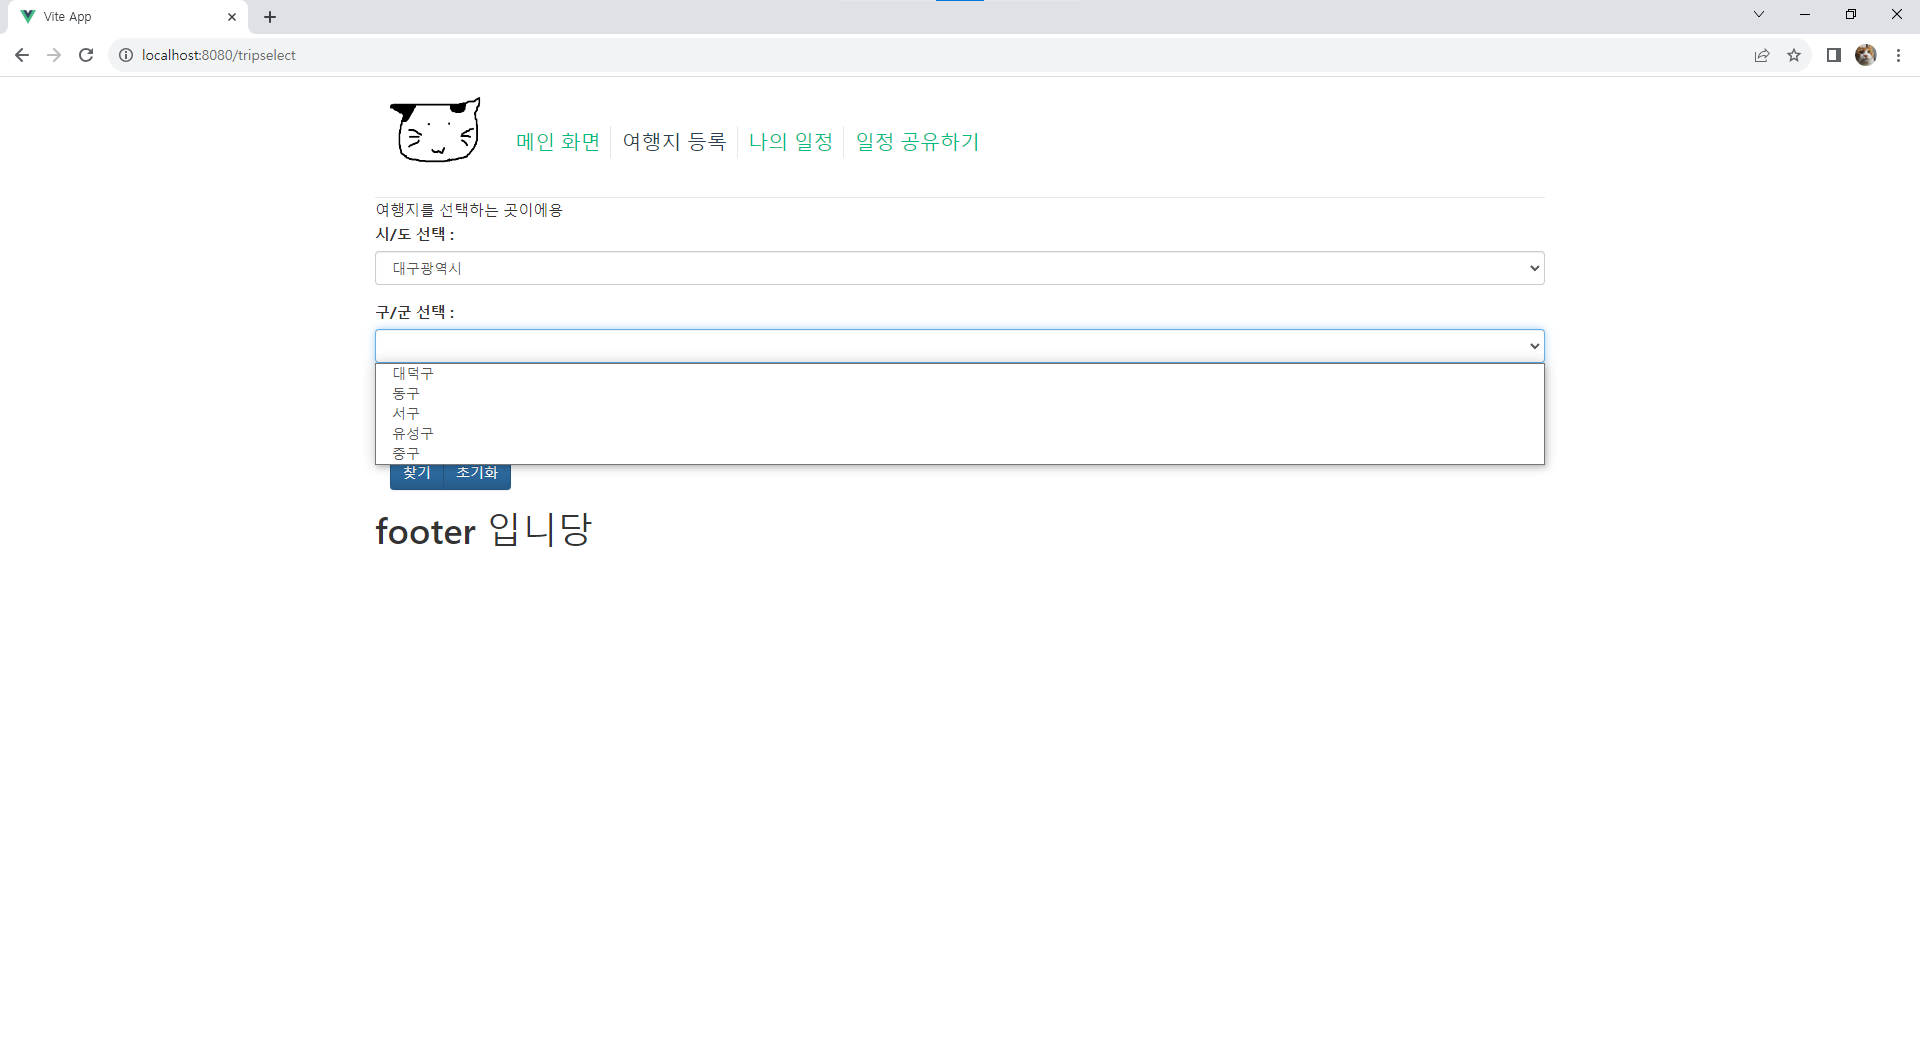 Vite App
localhost:8080/tripselect
메인 화면 여행지 등록 나의 일정 일정 공유하기
여행지를 선택하는 곳이에용
시/도 선택 :
대구광역시
구/군 선택 :
대덕구
동구
서구
유성구
중구
찾기 초기화
footer 입니당